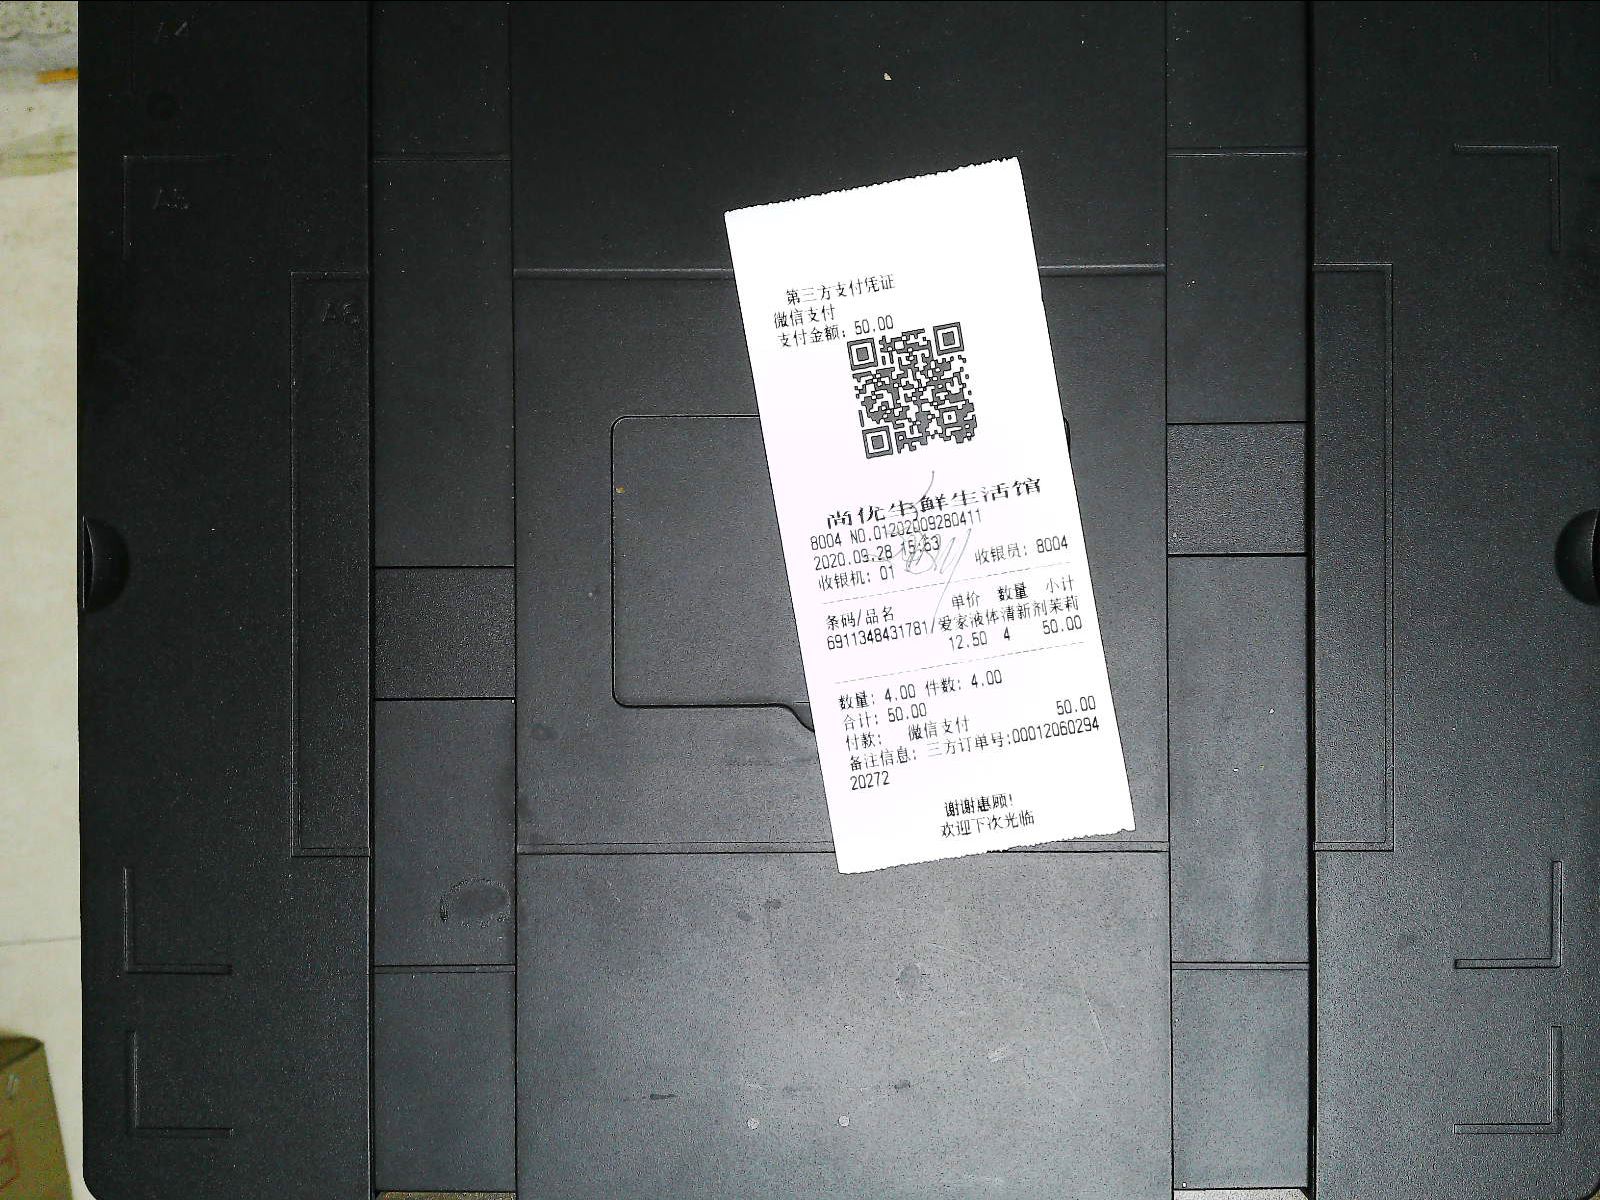 第三方支付凭证
微信支付
支付金额: 50.00
尚优生鲜生活馆
8004 NO.01202009280411
2020.09.28 15:53
收银机: 01 收银员: 8004
条码/品名 单价 数量 小计
6911348431781/爱家液体清新剂茉莉
12.50 4 50.00
数量: 4.00 件数: 4.00
合计: 50.00
付款: 微信支付 50.00
备注信息: 三方订单号:00012060294
20272
谢谢惠顾!
欢迎下次光临
A4
A5
A6